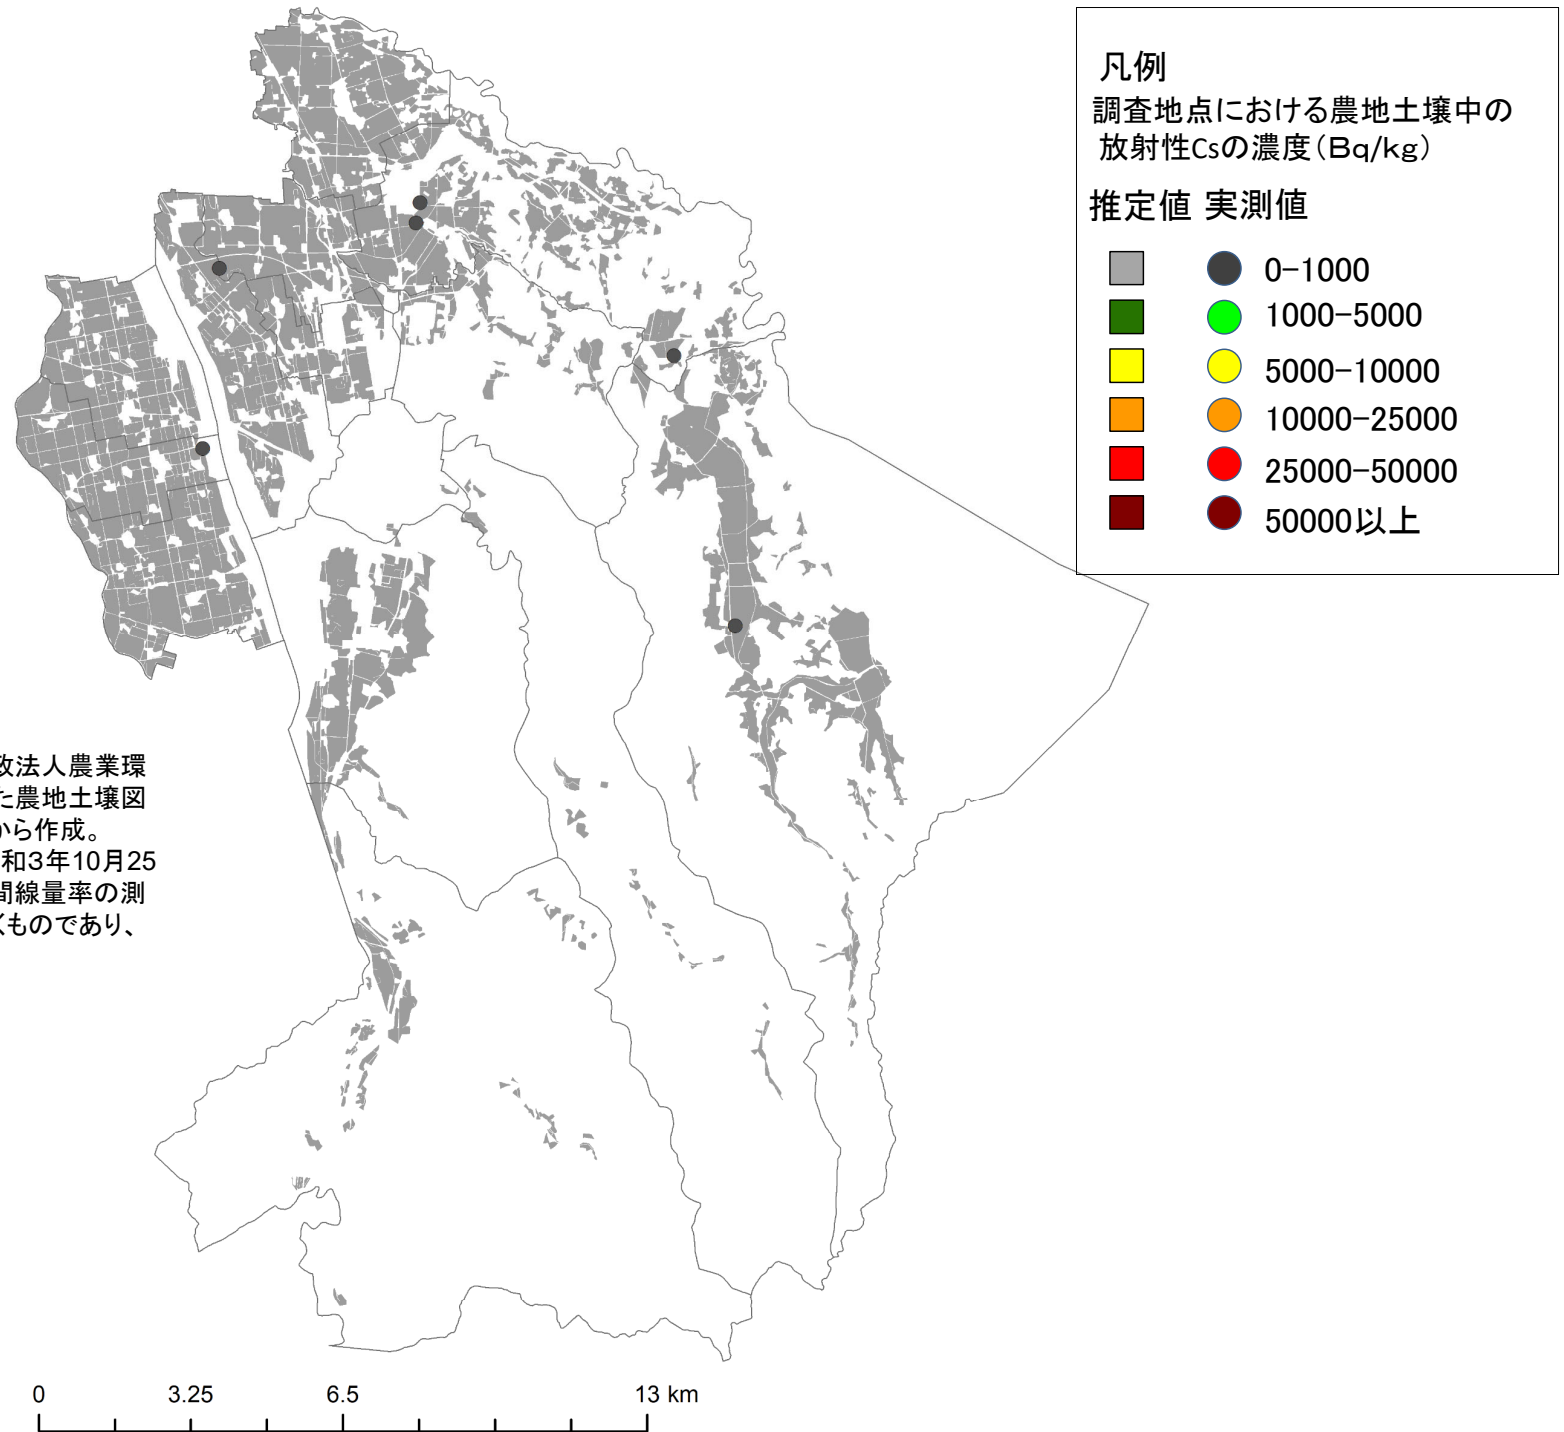 凡例
調査地点における農地土壌中の
放射性Csの濃度（Bq/kg）
推定値 実測値
0-1000
1000-5000
5000-10000
10000-25000
25000-50000
50000以上
政法人農業環
た農地土壌図
から作成。
和3年10月25
間線量率の測
くものであり、
0 3.25 6.5 13 km